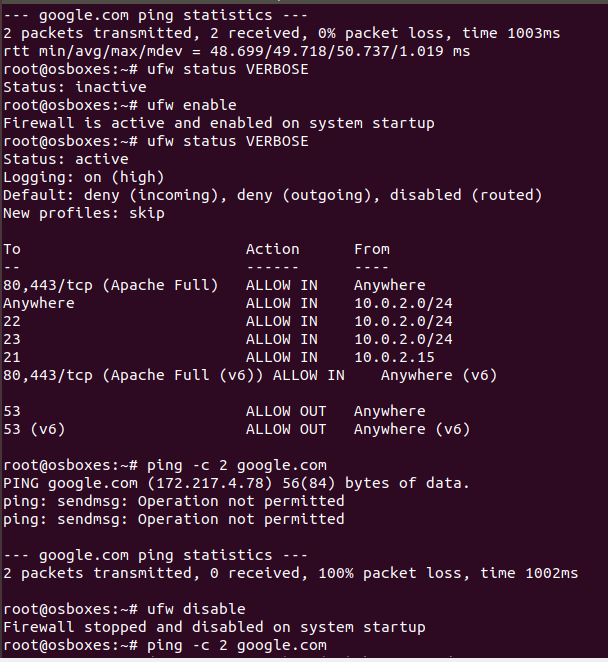 --- google.com ping statistics ---
2 packets transmitted, 2 received, 0% packet loss, time 1003ms
rtt min/avg/max/mdev = 48.699/49.718/50.737/1.019 ms
root@osboxes:~# ufw status VERBOSE
Status: inactive
root@osboxes:~# ufw enable
Firewall is active and enabled on system startup
root@osboxes:~# ufw status VERBOSE
Status: active
Logging: on (high)
Default: deny (incoming), deny (outgoing), disabled (routed)
New profiles: skip

To                         Action      From
--                         ------      ----
80,443/tcp (Apache Full)   ALLOW IN    Anywhere
Anywhere                   ALLOW IN    10.0.2.0/24
22                         ALLOW IN    10.0.2.0/24
23                         ALLOW IN    10.0.2.0/24
21                         ALLOW IN    10.0.2.15
80,443/tcp (Apache Full (v6)) ALLOW IN    Anywhere (v6)

53                         ALLOW OUT   Anywhere
53 (v6)                    ALLOW OUT   Anywhere (v6)

root@osboxes:~# ping -c 2 google.com
PING google.com (172.217.4.78) 56(84) bytes of data.
ping: sendmsg: Operation not permitted
ping: sendmsg: Operation not permitted

--- google.com ping statistics ---
2 packets transmitted, 0 received, 100% packet loss, time 1002ms

root@osboxes:~# ufw disable
Firewall stopped and disabled on system startup
root@osboxes:~# ping -c 2 google.com